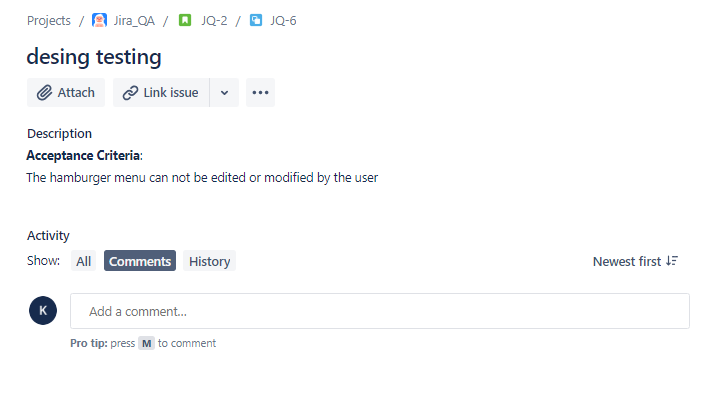 Projects / Jira_QA / JQ-2 / JQ-6
desing testing
Attach Link issue
Description
Acceptance Criteria:
The hamburger menu can not be edited or modified by the user
Activity
Show: All Comments History Newest first
K Add a comment...
Pro tip: press M to comment